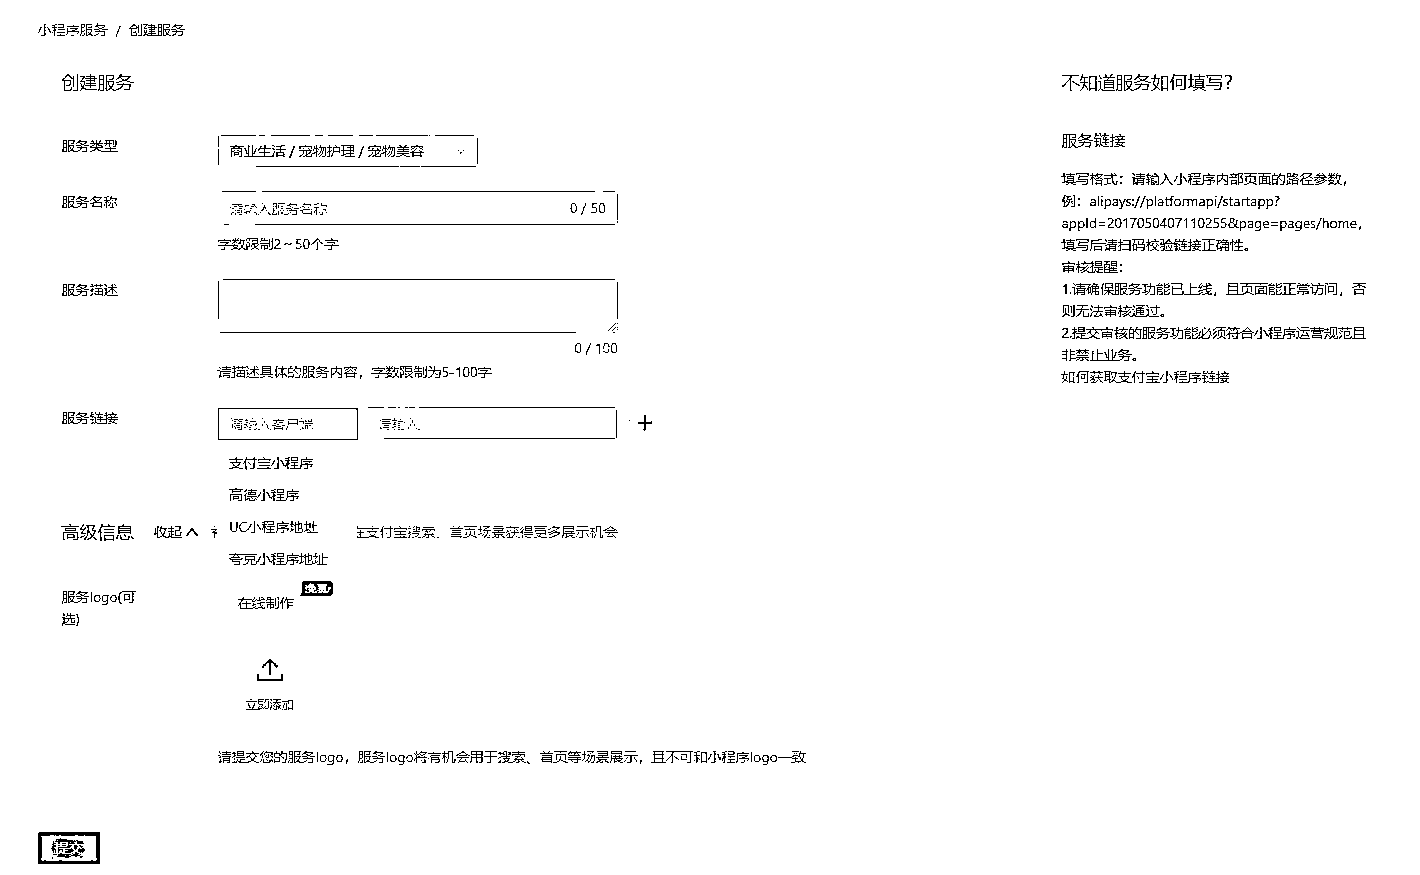 小程序服务 / 创建服务
创建服务
服务类型
商业生活 / 宠物护理 / 宠物美容
服务名称
请输入服务名称
0 / 50
字数限制2~50个字
服务描述
0 / 100
请描述具体的服务内容，字数限制为5-100字
服务链接
请输入客户端
请输入
支付宝小程序
高德小程序
UC小程序地址
夸克小程序地址
高级信息
收起
在支付宝搜索、首页场景获得更多展示机会
服务logo(可
选)
在线制作
免费
立即添加
请提交您的服务logo，服务logo将有机会用于搜索、首页等场景展示，且不可和小程序logo一致
提交
不知道服务如何填写？
服务链接
填写格式：请输入小程序内部页面的路径参数，
例：alipays://platformapi/startapp?
appId=2017050407110255&page=pages/home，
填写后请扫码校验链接正确性。
审核提醒：
1.请确保服务功能已上线，且页面能正常访问，否
则无法审核通过。
2.提交审核的服务功能必须符合小程序运营规范且
非禁止业务。
如何获取支付宝小程序链接